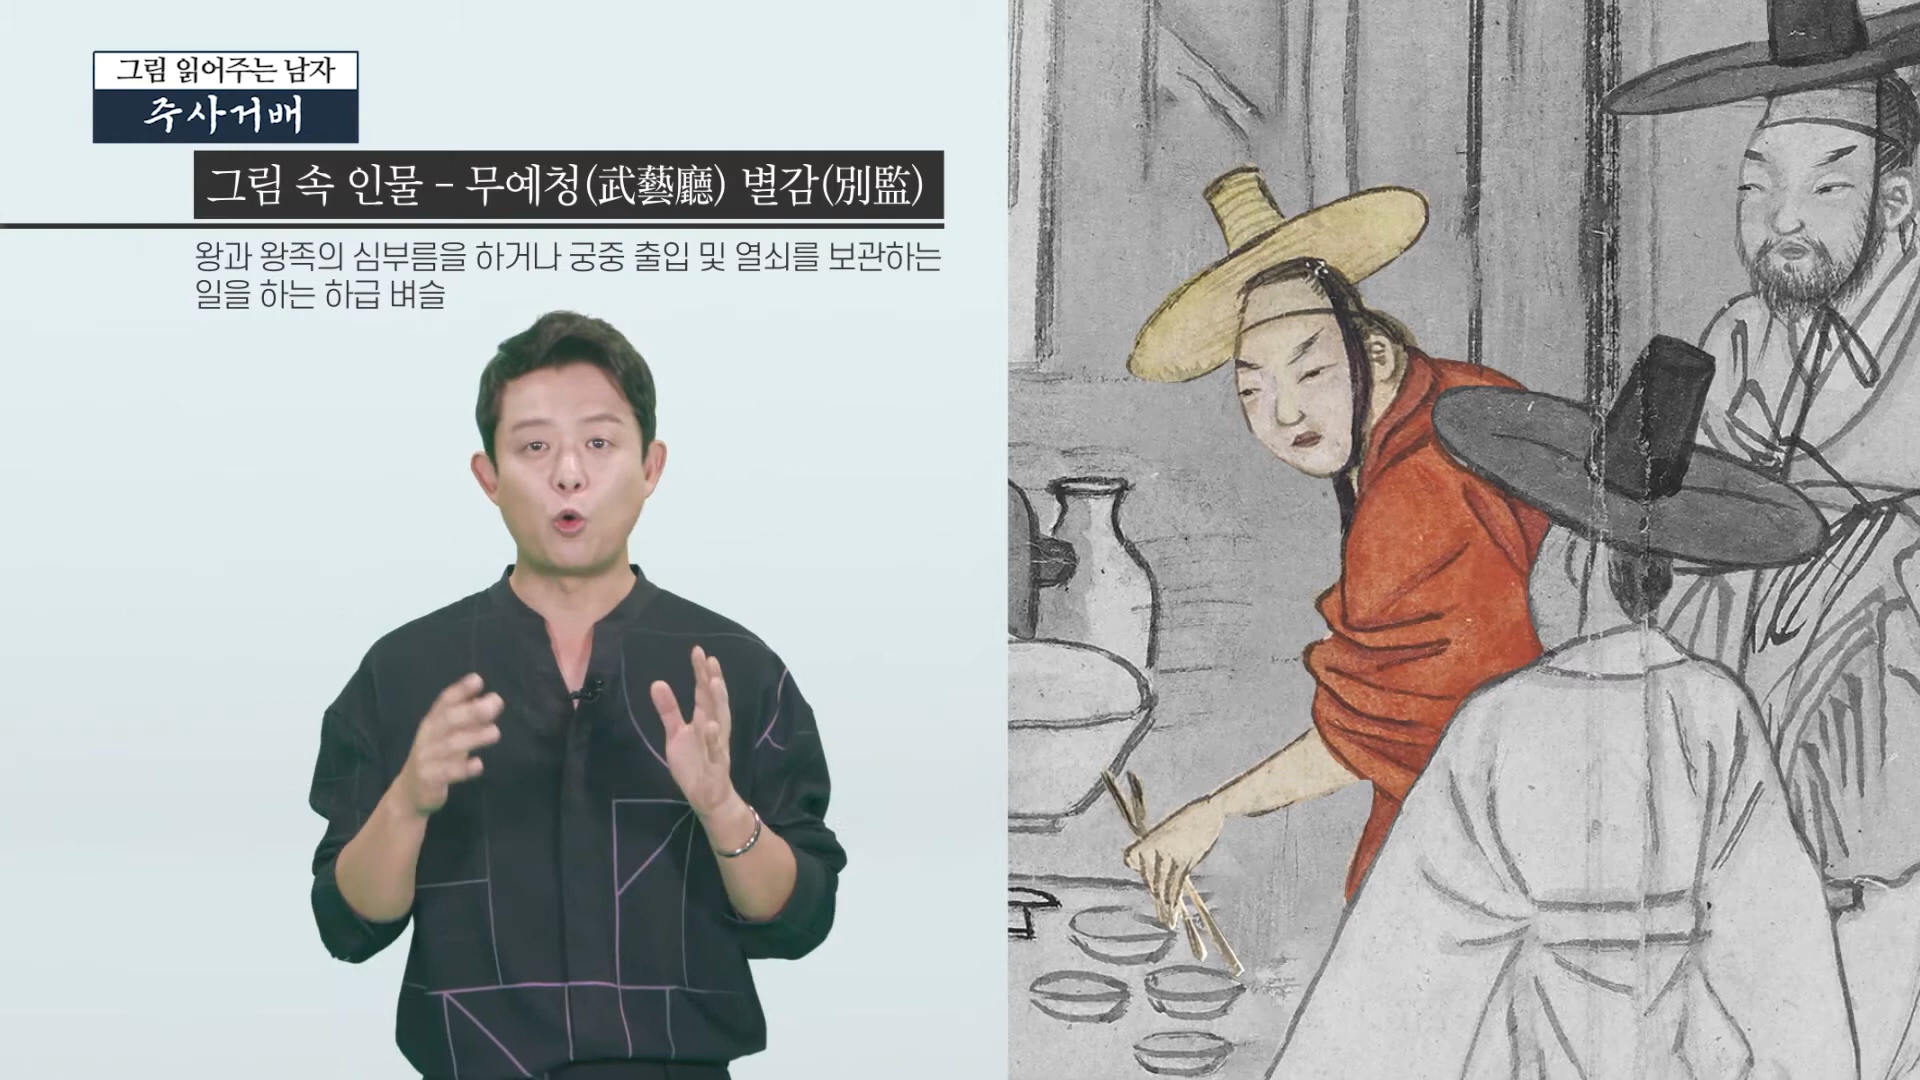 그림 읽어주는 남자
주사거배
그림 속 인물 - 무예청(武藝廳) 별감(別監)
왕과 왕족의 심부름을 하거나 궁중 출입 및 열쇠를 보관하는
일을 하는 하급 벼슬